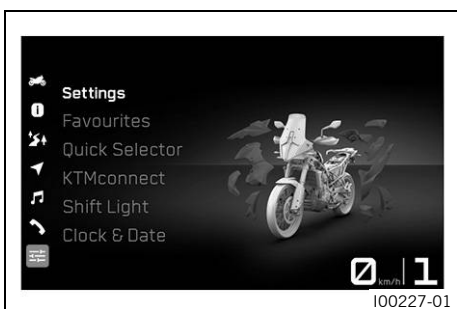 Settings
Favourites
Quick Selector
KTMconnect
Shift Light
Clock & Date
0 km/h 1
I00227-01